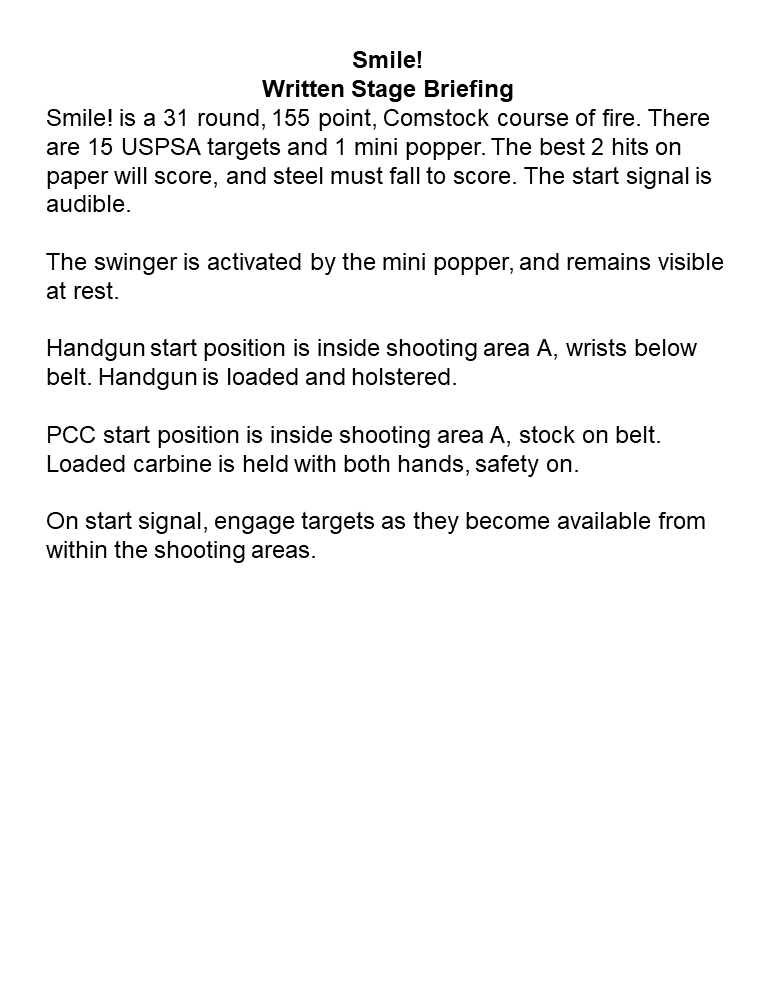 Smile!
Written Stage Briefing
Smile! is a 31 round, 155 point, Comstock course of fire. There
are 15 USPSA targets and 1 mini popper. The best 2 hits on
paper will score, and steel must fall to score. The start signal is
audible.
The swinger is activated by the mini popper, and remains visible
at rest.
Handgun start position is inside shooting area A, wrists below
belt. Handgun is loaded and holstered.
PCC start position is inside shooting area A, stock on belt.
Loaded carbine is held with both hands, safety on.
On start signal, engage targets as they become available from
within the shooting areas.